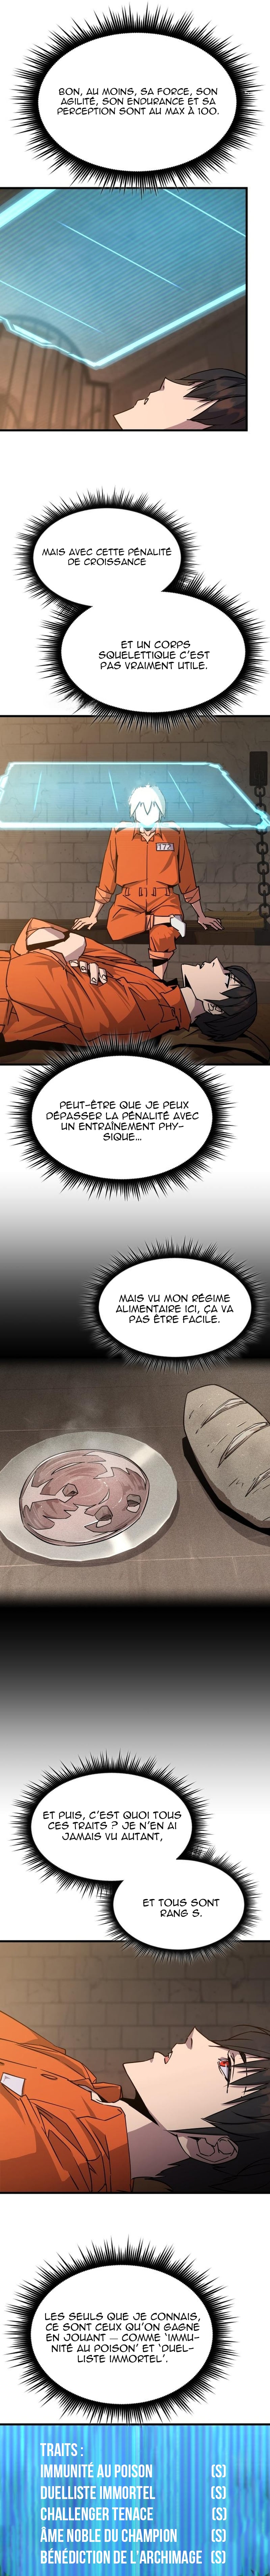 BON, AU MOINS, SA FORCE, SON
AGILITÉ, SON ENDURANCE ET SA
PERCEPTION SONT AU MAX À 100.
MAIS AVEC CETTE PÉNALITÉ
DE CROISSANCE
ET UN CORPS
SQUELETTIQUE C'EST
PAS VRAIMENT UTILE.
172
PEUT-ÊTRE QUE JE PEUX
DÉPASSER LA PÉNALITÉ AVEC
UN ENTRAÎNEMENT PHY-
SIQUE...
MAIS VU MON RÉGIME
ALIMENTAIRE ICI, ÇA VA
PAS ÊTRE FACILE.
ET PUIS, C'EST QUOI TOUS
CES TRAITS ? JE N'EN AI
JAMAIS VU AUTANT,
ET TOUS SONT
RANG S.
LES SEULS QUE JE CONNAIS,
CE SONT CEUX QU'ON GAGNE
EN JOUANT — COMME 'IMMU-
NITÉ AU POISON' ET 'DUEL-
LISTE IMMORTEL'.
TRAITS :
IMMUNITÉ AU POISON (S)
DUELLISTE IMMORTEL (S)
CHALLENGER TENACE (S)
ÂME NOBLE DU CHAMPION (S)
BÉNÉDICTION DE L'ARCHIMAGE (S)